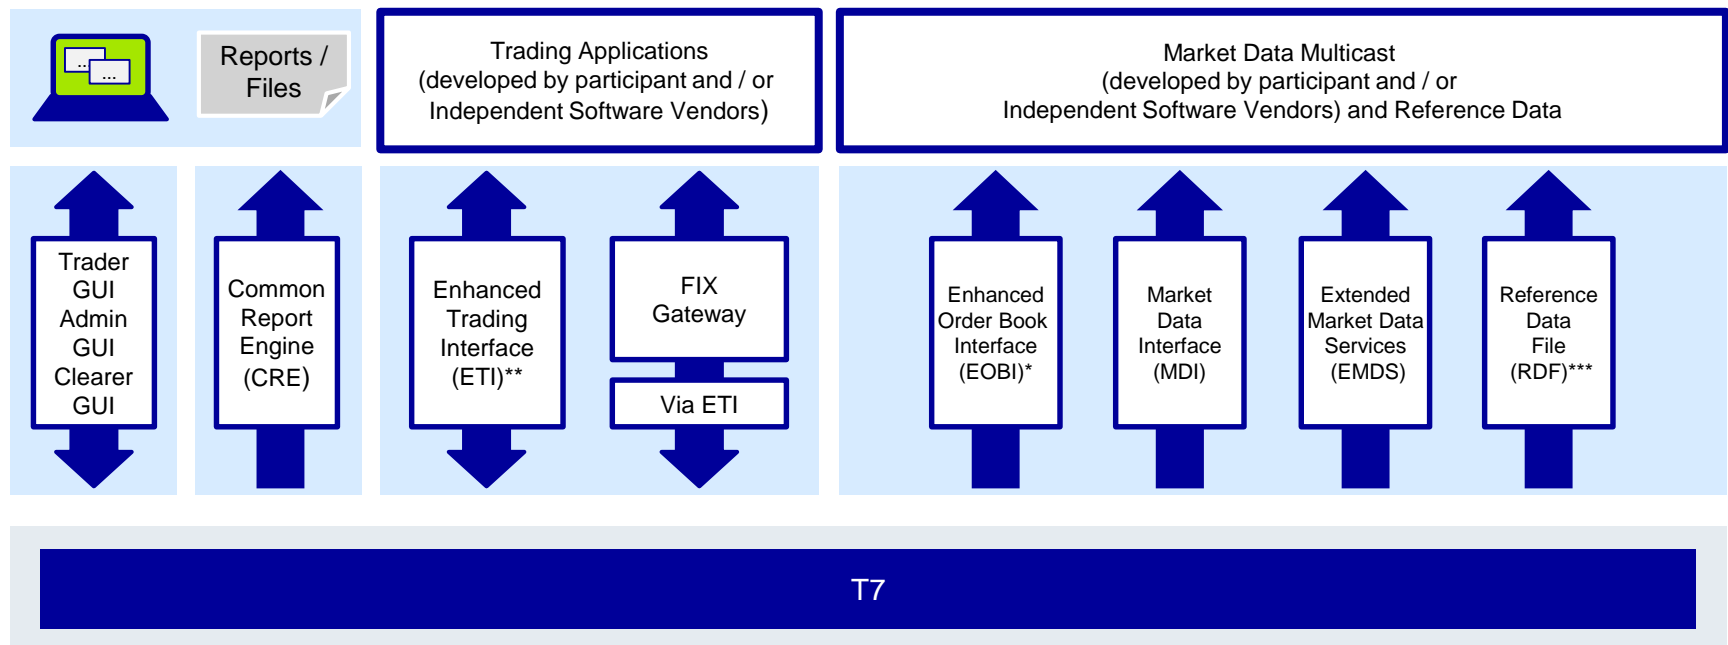 ...
...
Reports /
Files
Trading Applications
(developed by participant and / or
Independent Software Vendors)
Market Data Multicast
(developed by participant and / or
Independent Software Vendors) and Reference Data
Trader
GUI
Admin
GUI
Clearer
GUI
Common
Report
Engine
(CRE)
Enhanced
Trading
Interface
(ETI)**
FIX
Gateway
Via ETI
Enhanced
Order Book
Interface
(EOBI)*
Market
Data
Interface
(MDI)
Extended
Market Data
Services
(EMDS)
Reference
Data
File
(RDF)***
T7